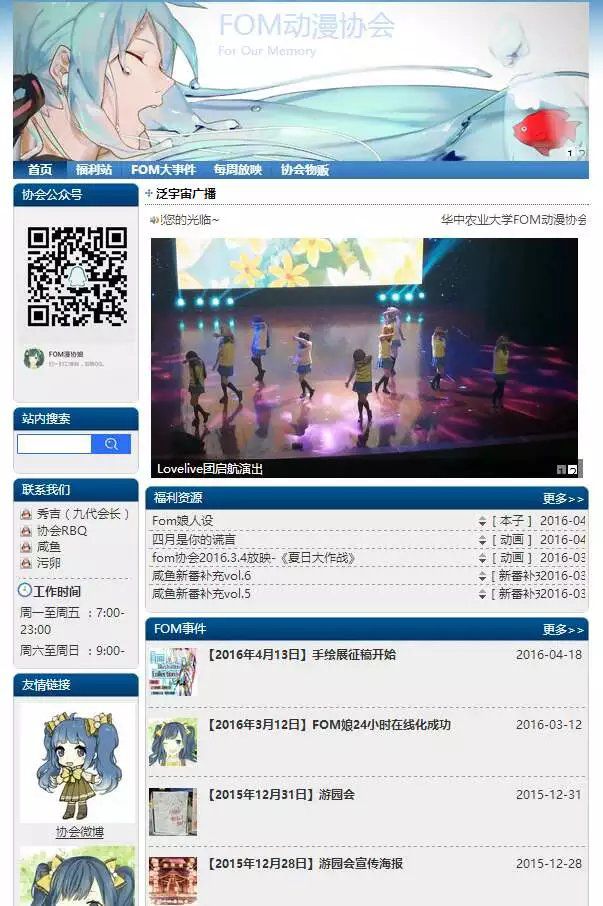 FOM动漫协会
For Our Memory
1 2
首页 福利站 FOM大事件 每周放映 协会物贩
协会公众号
FOM漫协娘
站内搜索
联系我们
秀吉（九代会长）
协会RBQ
咸鱼
污卵
工作时间
周一至周五 ：7:00-
23:00
周六至周日 ：9:00-
友情链接
协会微博
泛宇宙广播
您的光临~ 华中农业大学FOM动漫协会
Lovelive团启航演出
1 2
福利资源 更多>>
Fom娘人设 [ 本子 ] 2016-04
四月是你的谎言 [ 动画 ] 2016-03
fom协会2016.3.4放映-《夏日大作战》 [ 动画 ] 2016-03
咸鱼新番补充vol.6 [ 新番补充 2016-03
咸鱼新番补充vol.5 [ 新番补充 2016-03
FOM事件 更多>>
【2016年4月13日】手绘展征稿开始 2016-04-18
【2016年3月12日】FOM娘24小时在线化成功 2016-03-12
【2015年12月31日】游园会 2015-12-31
【2015年12月28日】游园会宣传海报 2015-12-28